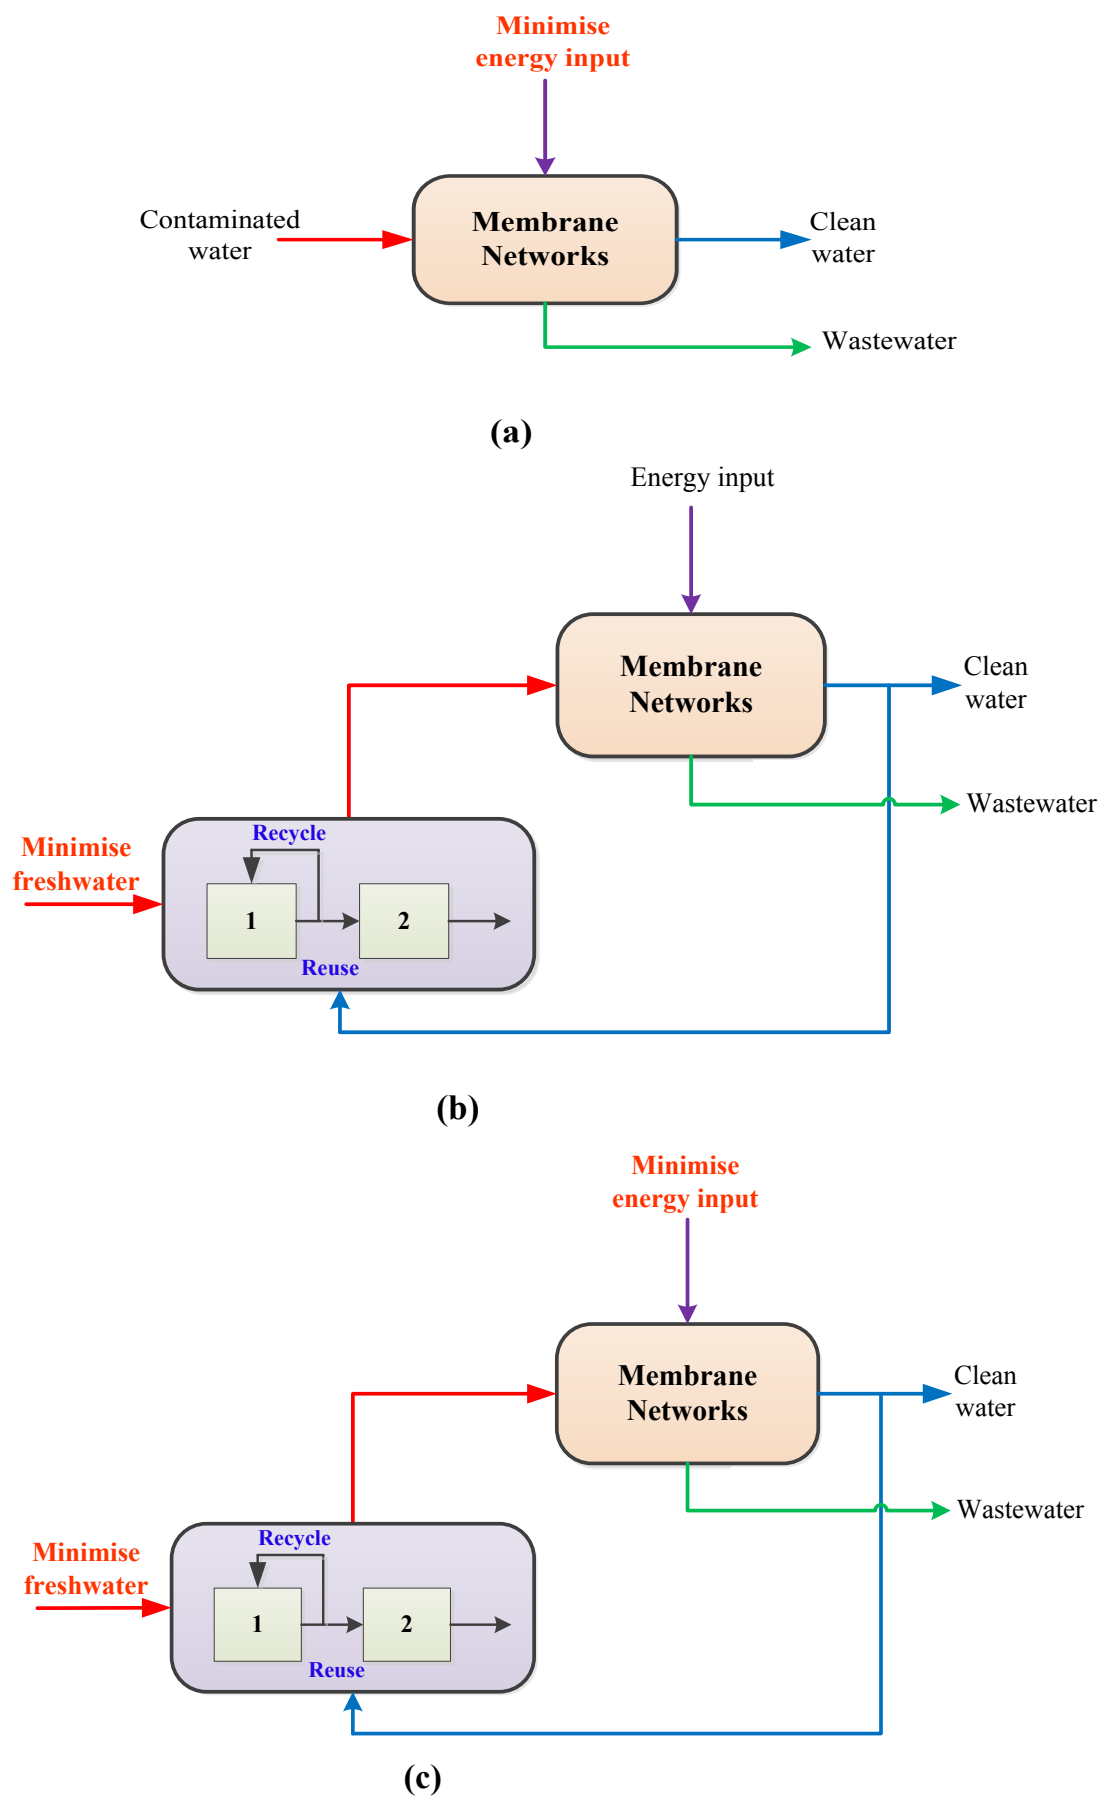 Minimise
energy input
Contaminated
water
Membrane
Networks
Clean
water
Wastewater
(a)
Energy input
Membrane
Networks
Clean
water
Wastewater
Minimise
freshwater
Recycle
1
2
Reuse
(b)
Minimise
energy input
Membrane
Networks
Clean
water
Wastewater
Minimise
freshwater
Recycle
1
2
Reuse
(c)